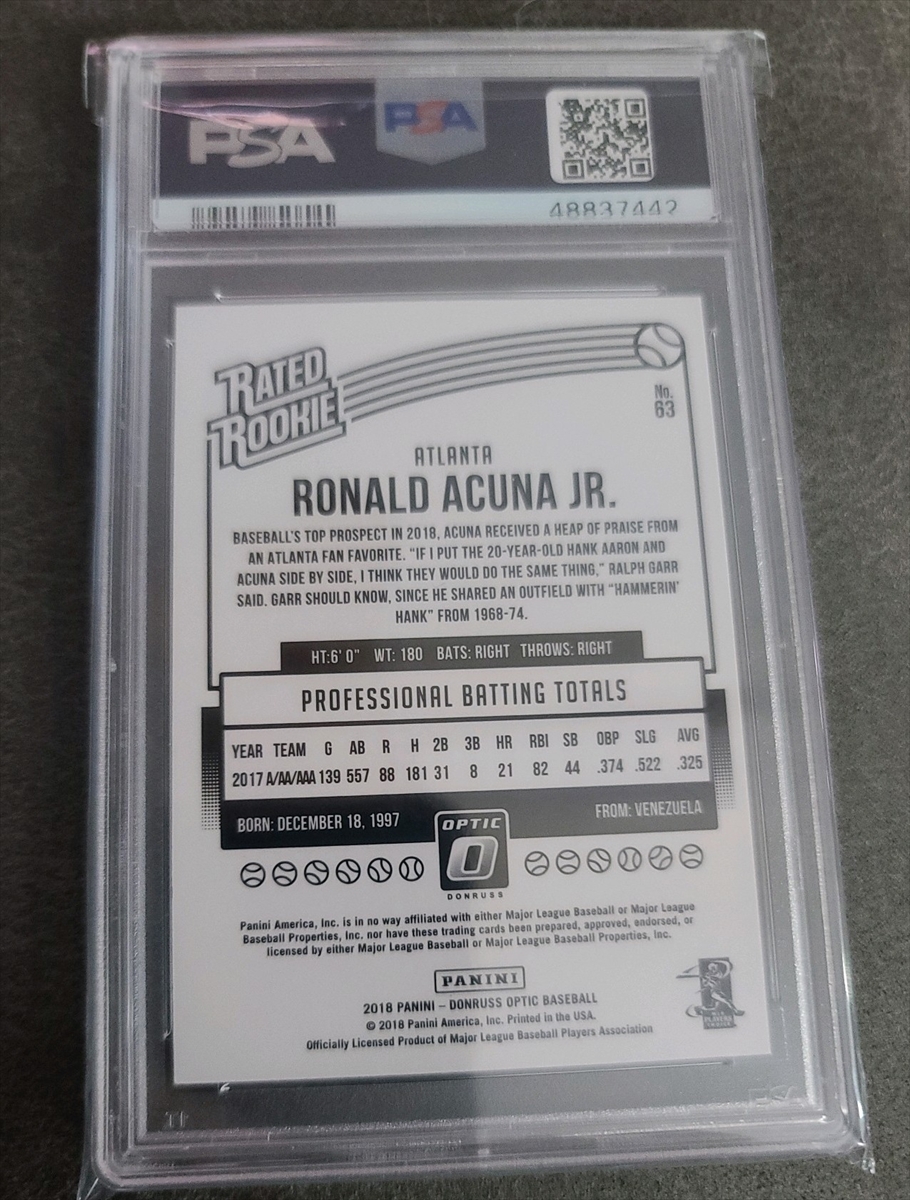 PSA
PSA
48837442
RATED
ROOKIE
No.
63
ATLANTA
RONALD ACUNA JR.
BASEBALL'S TOP PROSPECT IN 2018, ACUNA RECEIVED A HEAP OF PRAISE FROM
AN ATLANTA FAN FAVORITE. "IF I PUT THE 20-YEAR-OLD HANK AARON AND
ACUNA SIDE BY SIDE, I THINK THEY WOULD DO THE SAME THING," RALPH GARR
SAID. GARR SHOULD KNOW, SINCE HE SHARED AN OUTFIELD WITH "HAMMERIN'
HANK" FROM 1968-74.
HT:6' 0" WT: 180 BATS: RIGHT THROWS: RIGHT
PROFESSIONAL BATTING TOTALS
YEAR TEAM G AB R H 2B 3B HR RBI SB OBP SLG AVG
2017 A/AA/AAA 139 557 88 181 31 8 21 82 44 .374 .522 .325
BORN: DECEMBER 18, 1997
FROM: VENEZUELA
OPTIC
O
DONRUSS
Panini America, Inc. is in no way affiliated with either Major League Baseball or Major League
Baseball Properties, Inc. nor have these trading cards been prepared, approved, endorsed, or
licensed by either Major League Baseball or Major League Baseball Properties, Inc.
PANINI
2018 PANINI – DONRUSS OPTIC BASEBALL
© 2018 Panini America, Inc. Printed in the USA.
Officially Licensed Product of Major League Baseball Players Association
PLAYERS